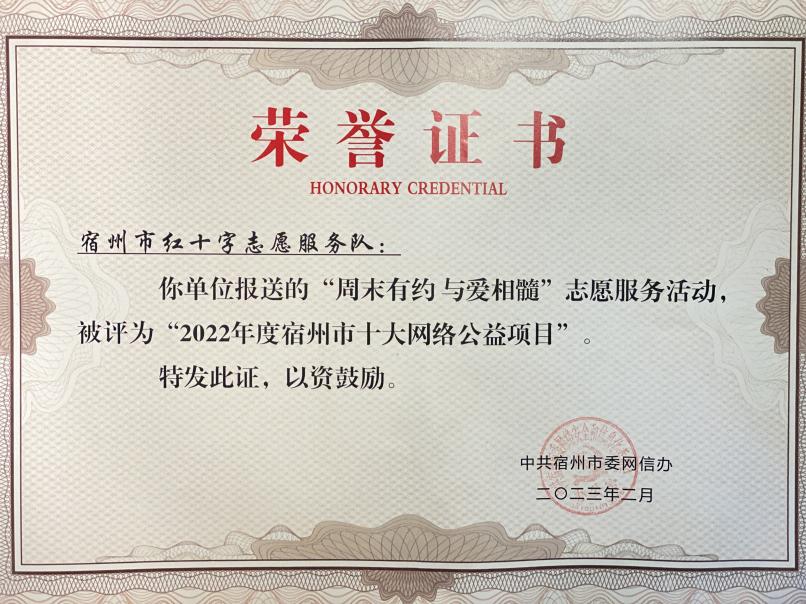 荣誉证书
HONORARY CREDENTIAL
宿州市红十字志愿服务队：
你单位报送的“周末有约 与爱相髓”志愿服务活动，
被评为“2022年度宿州市十大网络公益项目”。
特发此证，以资鼓励。
中共宿州市委网信办
二〇二三年二月